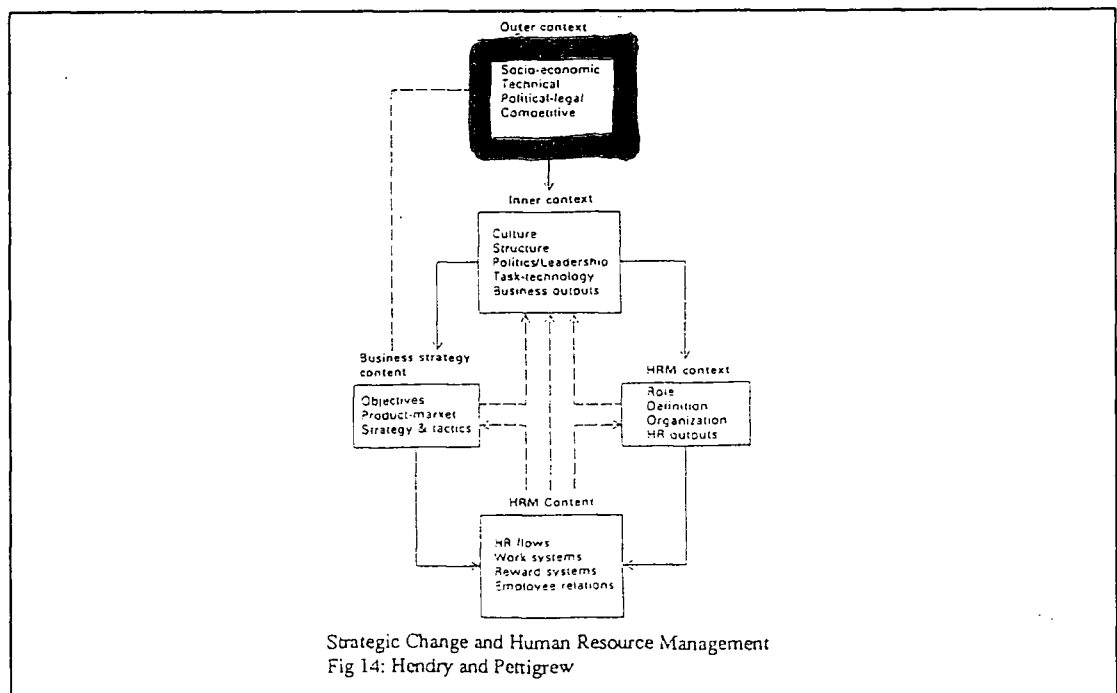 Outer context
Socio-economic
Technical
Political-legal
Competitive
Inner context
Culture
Structure
Politics/Leadership
Task-technology
Business outputs
Business strategy
content
Objectives
Product-market
Strategy & tactics
HRM context
Role
Definition
Organization
HR outputs
HRM Content
HR flows
Work systems
Reward systems
Employee relations
Strategic Change and Human Resource Management
Fig 14: Hendry and Pettigrew